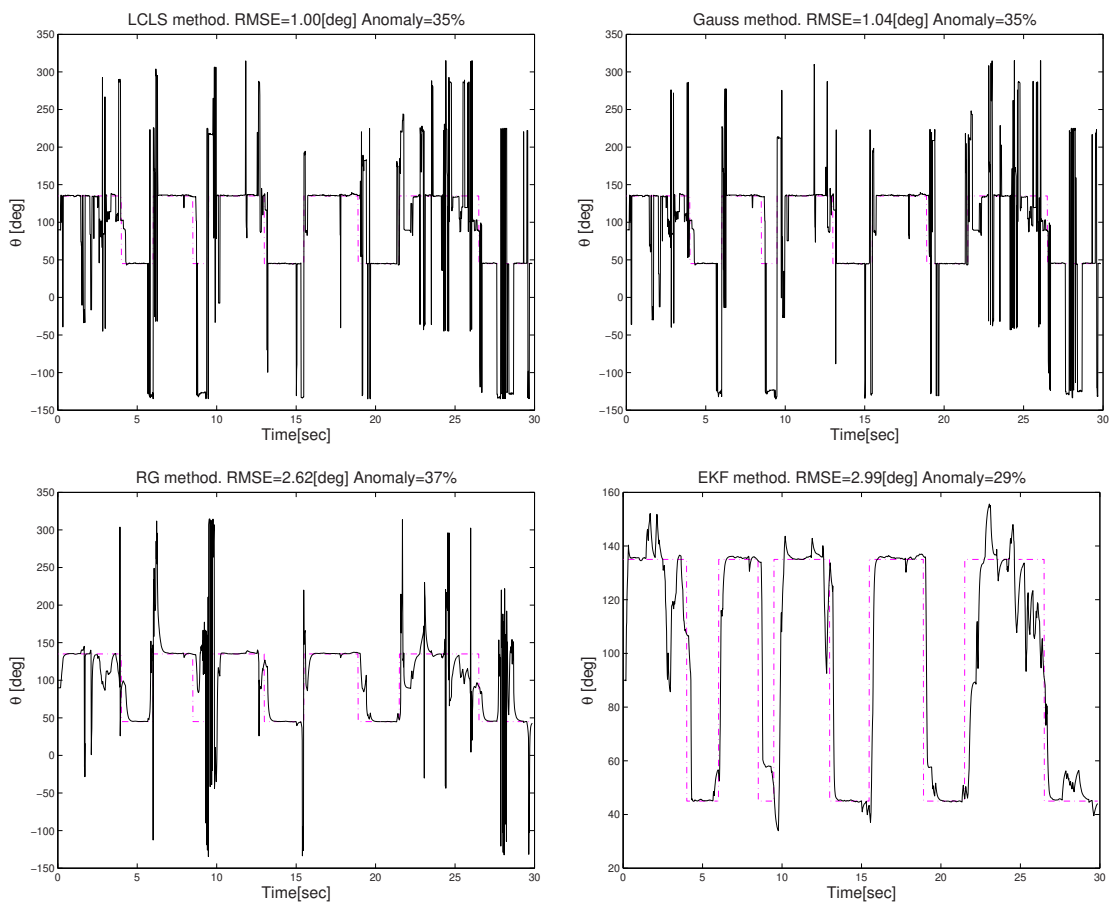 LCLS method. RMSE=1.00[deg] Anomaly=35%
350
300
250
200
150
100
50
0
−50
−100
−150
θ [deg]
0 5 10 15 20 25 30
Time[sec]
Gauss method. RMSE=1.04[deg] Anomaly=35%
350
300
250
200
150
100
50
0
−50
−100
−150
θ [deg]
0 5 10 15 20 25 30
Time[sec]
RG method. RMSE=2.62[deg] Anomaly=37%
350
300
250
200
150
100
50
0
−50
−100
−150
θ [deg]
0 5 10 15 20 25 30
Time[sec]
EKF method. RMSE=2.99[deg] Anomaly=29%
160
140
120
100
80
60
40
20
θ [deg]
0 5 10 15 20 25 30
Time[sec]